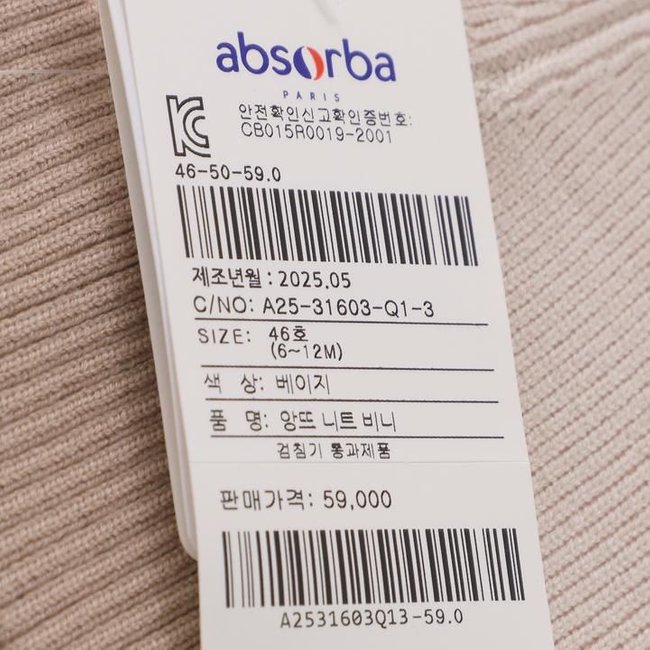 absorba
PARIS
안전확인신고확인증번호:
CB015R0019-2001
46-50-59.0
제조년월 : 2025.05
C/NO: A25-31603-Q1-3
SIZE: 46호
(6~12M)
색 상: 베이지
품 명: 앙뜨 니트 비니
검침기 통과제품
판매가격: 59,000
A2531603Q13-59.0